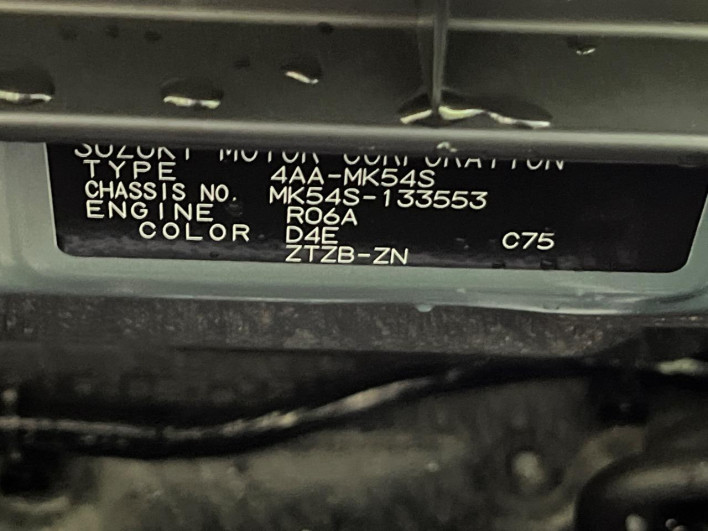 SUZUKI MOTOR CORPORATION
TYPE 4AA-MK54S
CHASSIS NO. MK54S-133553
ENGINE R06A
COLOR D4E C75
ZTZB-ZN